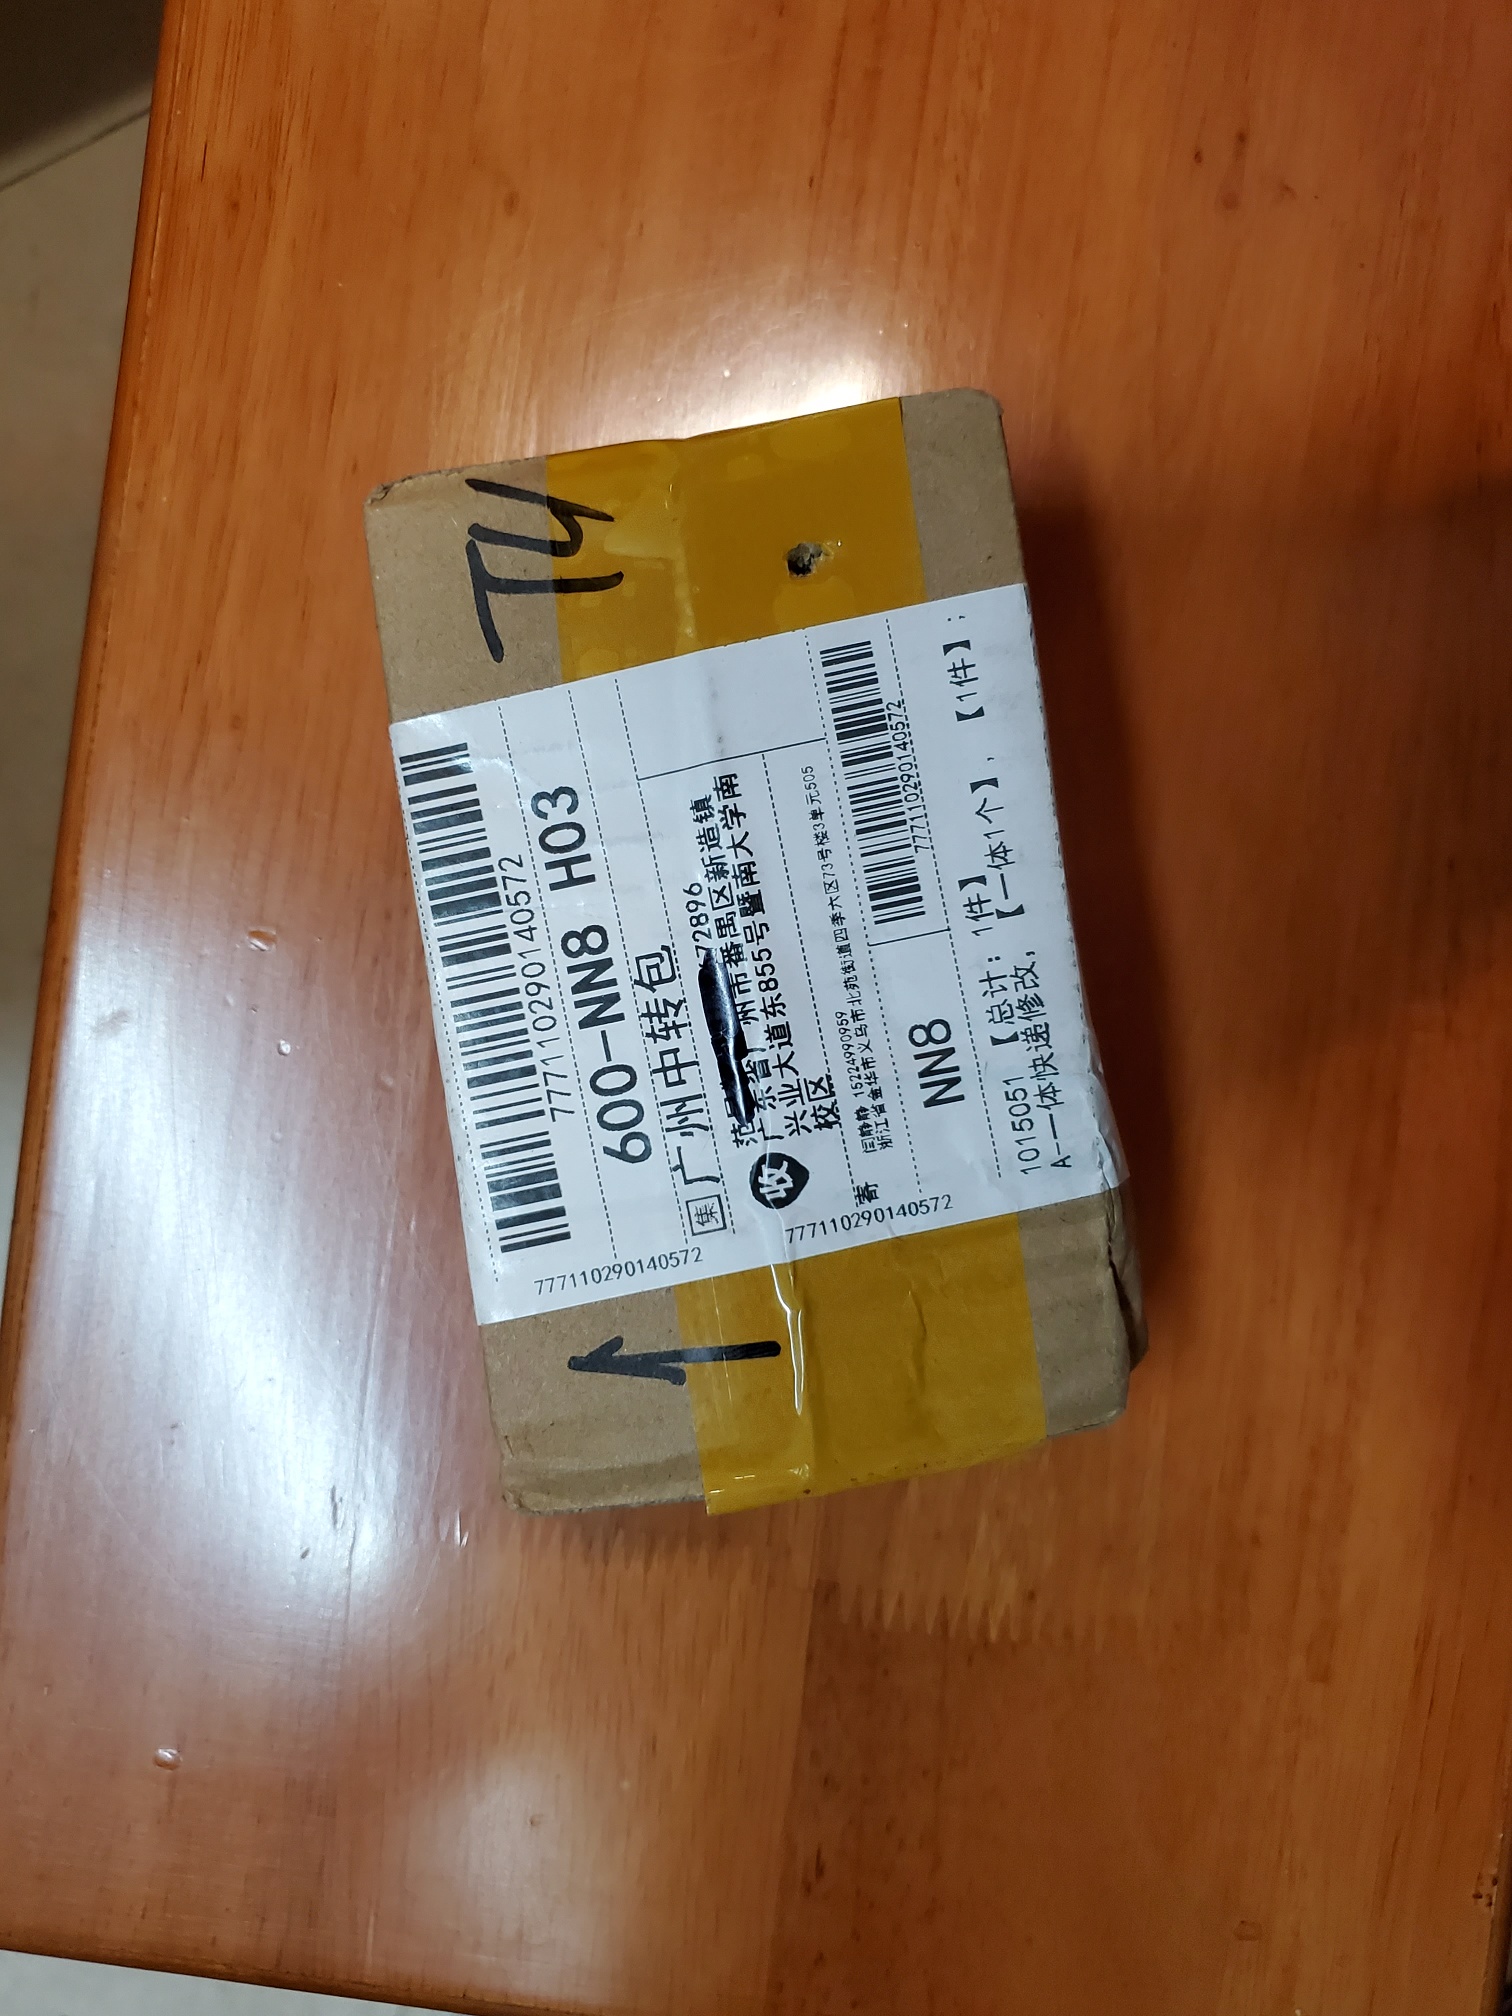 TU
777110290140572
600-NN8 H03
集 广州中转包
72896
收 广东省广州市番禺区新造镇
兴业大道东855号暨南大学南
校区
寄 闫静静 15224990959
浙江省金华市义乌市北苑街道四季大区73号楼3单元505
777110290140572
NN8
1015051 【总计: 1件】
A-一体快递修改, 【一体1个】, 【1件】;
777110290140572
777110290140572